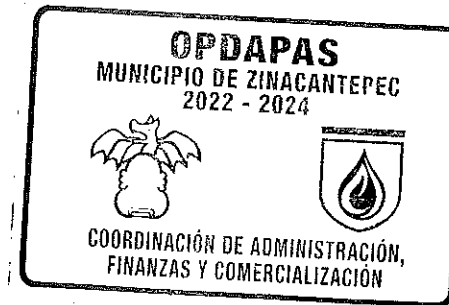 OPDAPAS
MUNICIPIO DE ZINACANTEPEC
2022 - 2024
COORDINACIÓN DE ADMINISTRACIÓN,
FINANZAS Y COMERCIALIZACIÓN